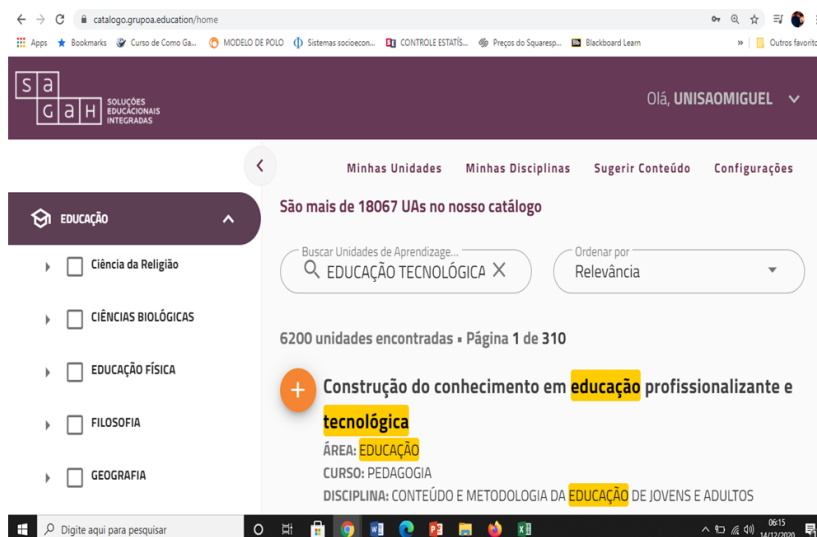 catalogo.grupoa.education/home
Apps Bookmarks Curso de Como Ga... MODELO DE POLO Sistemas socioecon... CONTROLE ESTATÍS... Preços do Squaresp... Blackboard Learn » Outros favorito
SaGaH SOLUÇÕES EDUCACIONAIS INTEGRADAS
Olá, UNISAOMIGUEL
Minhas Unidades Minhas Disciplinas Sugerir Conteúdo Configurações
São mais de 18067 UAs no nosso catálogo
EDUCAÇÃO
Ciência da Religião
CIÊNCIAS BIOLÓGICAS
EDUCAÇÃO FÍSICA
FILOSOFIA
GEOGRAFIA
Buscar Unidades de Aprendizage...
EDUCAÇÃO TECNOLÓGICA
Ordenar por
Relevância
6200 unidades encontradas • Página 1 de 310
Construção do conhecimento em educação profissionalizante e
tecnológica
ÁREA: EDUCAÇÃO
CURSO: PEDAGOGIA
DISCIPLINA: CONTEÚDO E METODOLOGIA DA EDUCAÇÃO DE JOVENS E ADULTOS
Digite aqui para pesquisar
06:15
14/12/2020